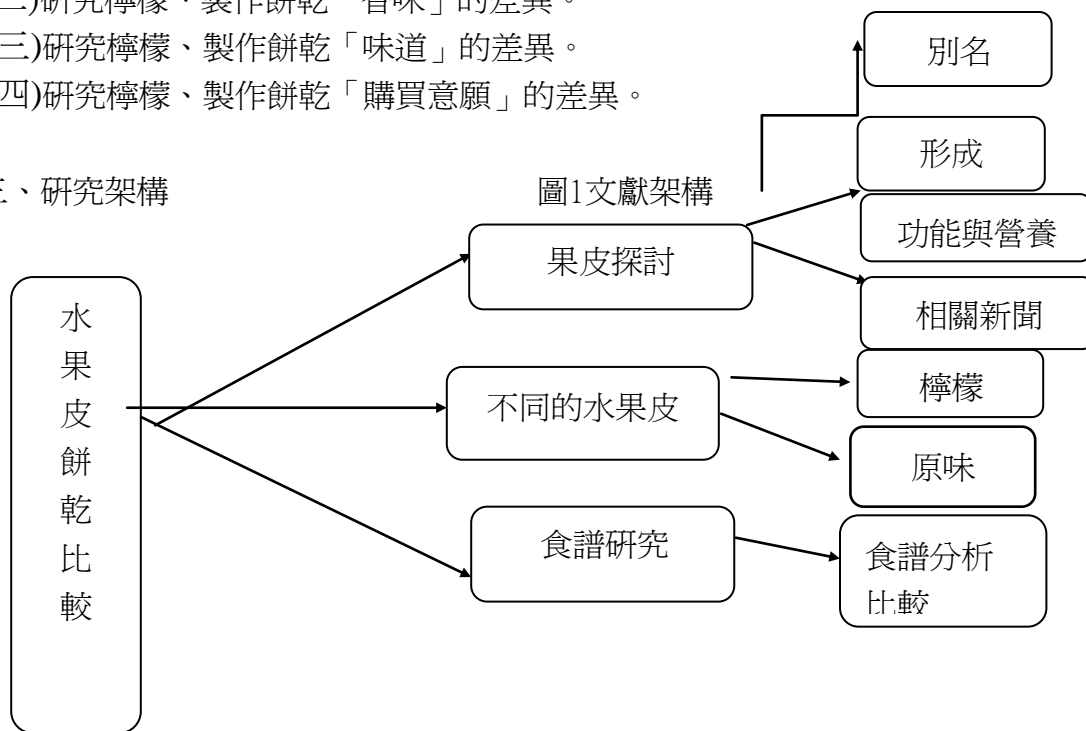 二)研究檸檬、製作餅乾「香味」的差異。
三)研究檸檬、製作餅乾「味道」的差異。
四)研究檸檬、製作餅乾「購買意願」的差異。
三、研究架構
圖1文獻架構
水果皮餅乾比較
果皮探討
別名
形成
功能與營養
相關新聞
不同的水果皮
檸檬
原味
食譜研究
食譜分析
比較